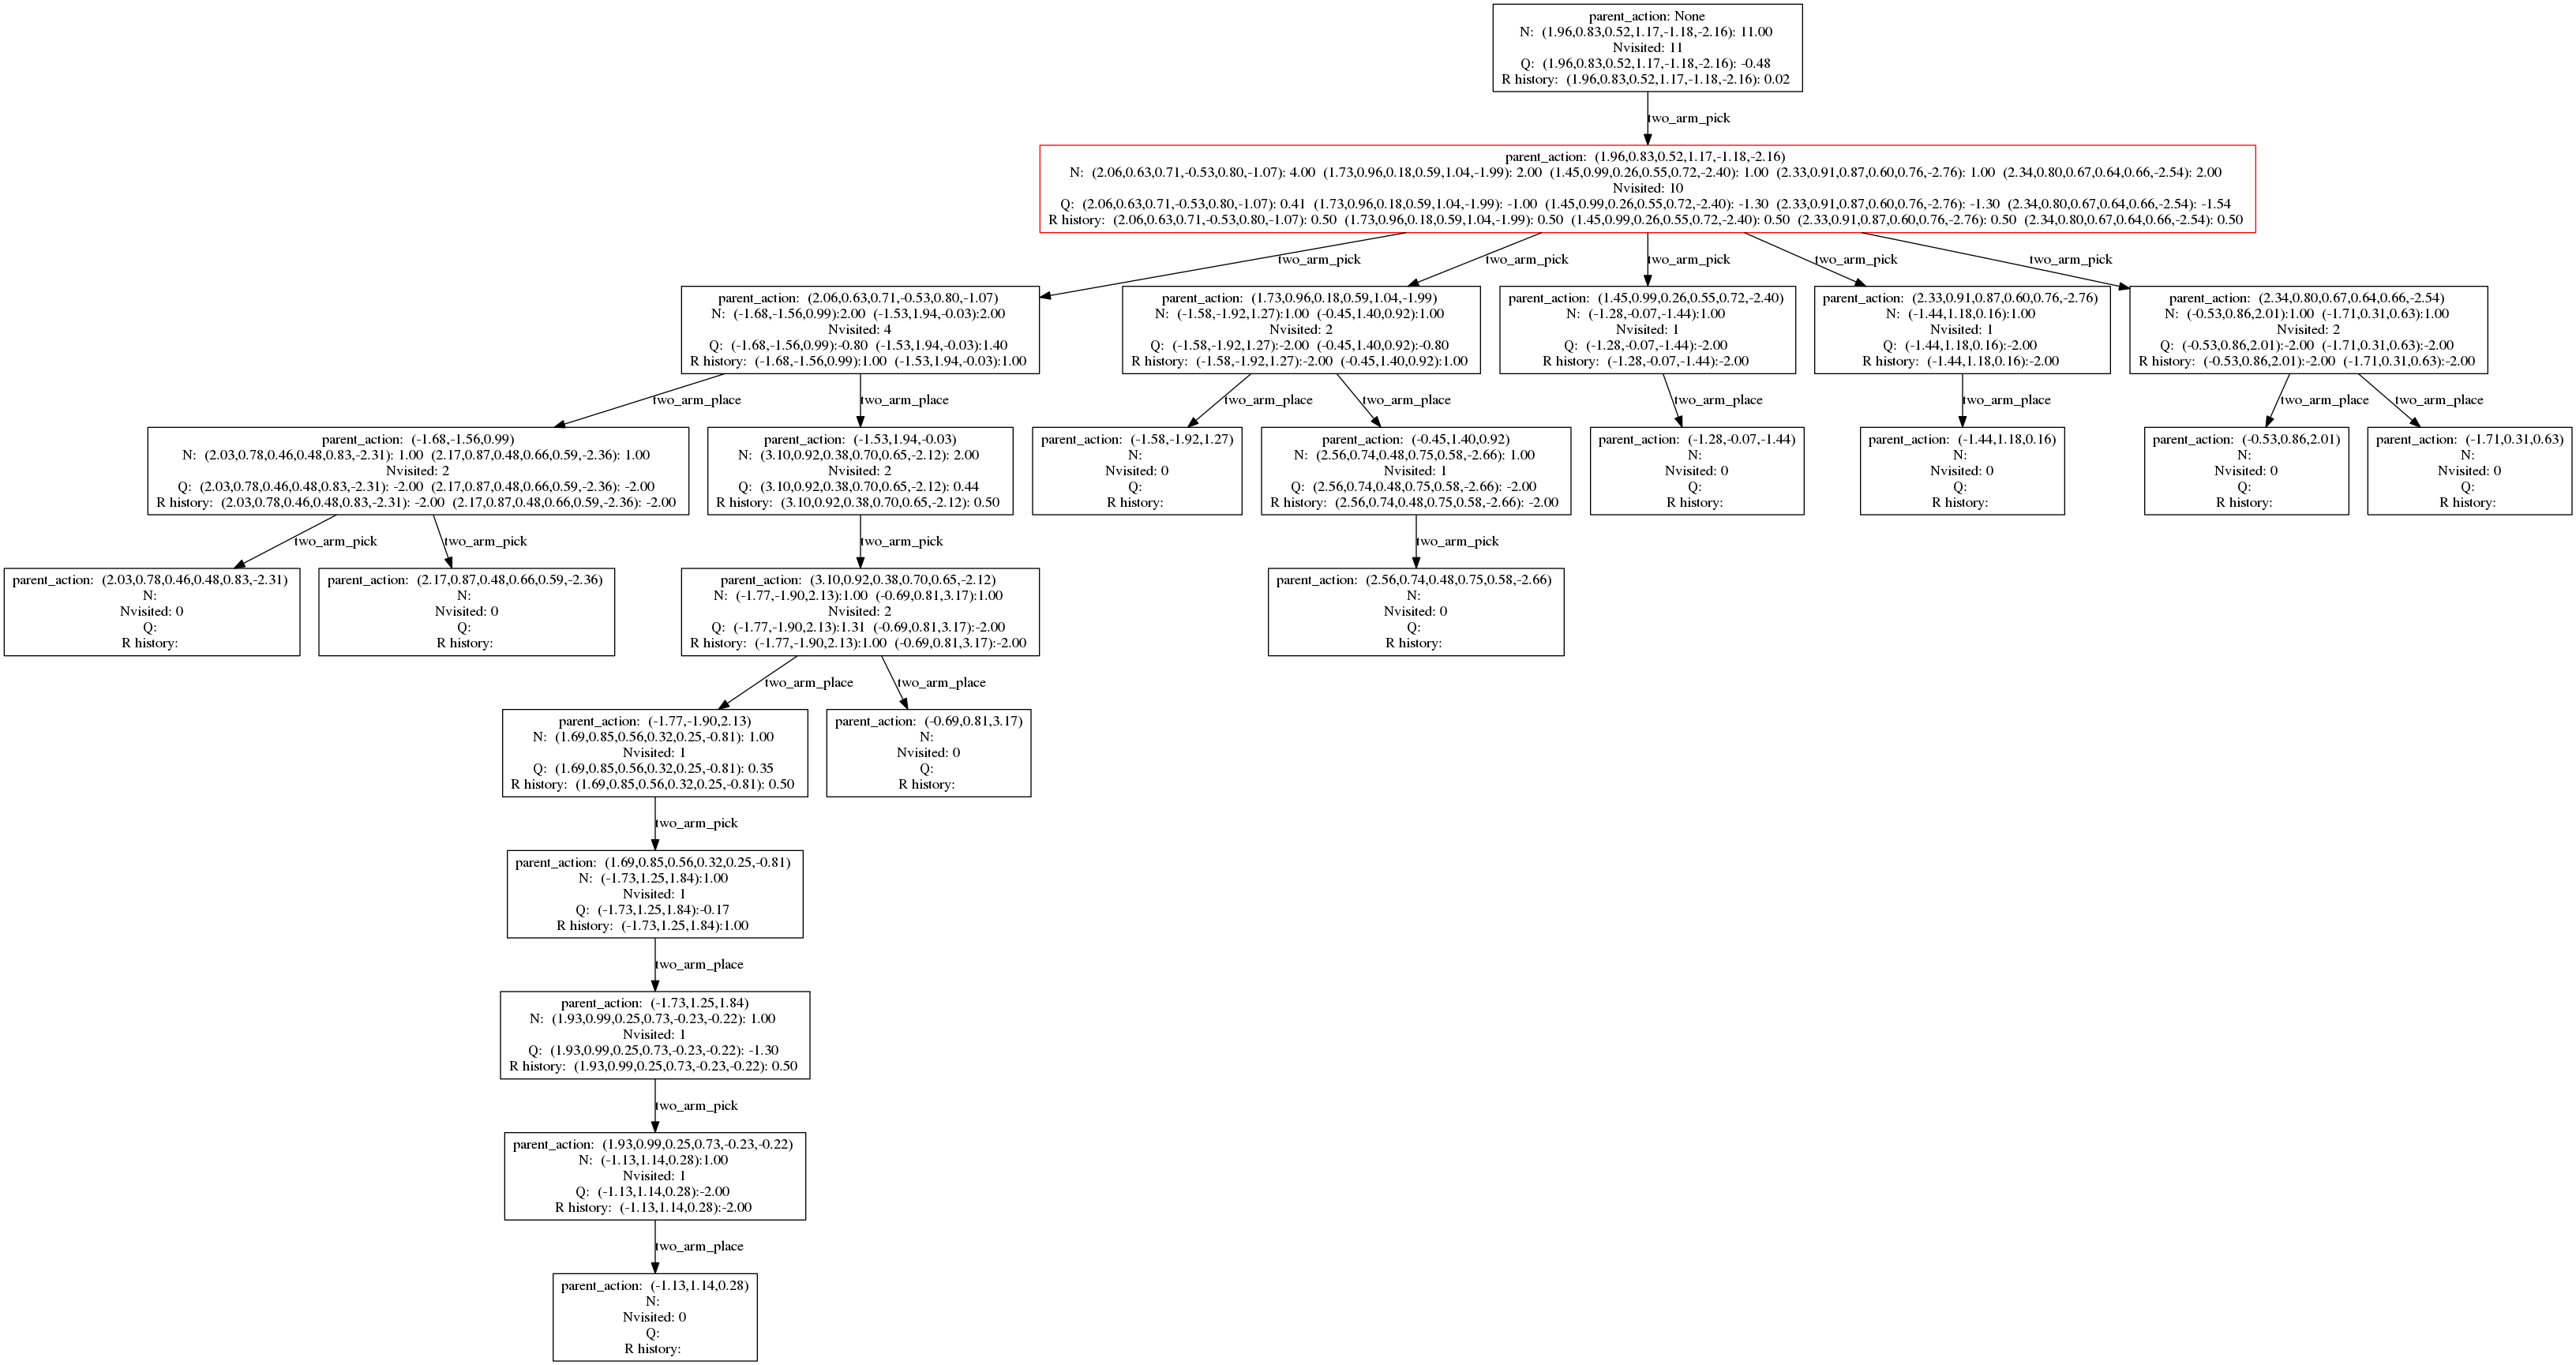 parent_action: None
N: (1.96,0.83,0.52,1.17,-1.18,-2.16): 11.00
Nvisited: 11
Q: (1.96,0.83,0.52,1.17,-1.18,-2.16): -0.48
R history: (1.96,0.83,0.52,1.17,-1.18,-2.16): 0.02
two_arm_pick
parent_action: (1.96,0.83,0.52,1.17,-1.18,-2.16)
N: (2.06,0.63,0.71,-0.53,0.80,-1.07): 4.00 (1.73,0.96,0.18,0.59,1.04,-1.99): 2.00 (1.45,0.99,0.26,0.55,0.72,-2.40): 1.00 (2.33,0.91,0.87,0.60,0.76,-2.76): 1.00 (2.34,0.80,0.67,0.64,0.66,-2.54): 2.00
Nvisited: 10
Q: (2.06,0.63,0.71,-0.53,0.80,-1.07): 0.41 (1.73,0.96,0.18,0.59,1.04,-1.99): -1.00 (1.45,0.99,0.26,0.55,0.72,-2.40): -1.30 (2.33,0.91,0.87,0.60,0.76,-2.76): -1.30 (2.34,0.80,0.67,0.64,0.66,-2.54): -1.54
R history: (2.06,0.63,0.71,-0.53,0.80,-1.07): 0.50 (1.73,0.96,0.18,0.59,1.04,-1.99): 0.50 (1.45,0.99,0.26,0.55,0.72,-2.40): 0.50 (2.33,0.91,0.87,0.60,0.76,-2.76): 0.50 (2.34,0.80,0.67,0.64,0.66,-2.54): 0.50
two_arm_pick
two_arm_pick
two_arm_pick
two_arm_pick
two_arm_pick
parent_action: (2.06,0.63,0.71,-0.53,0.80,-1.07)
N: (-1.68,-1.56,0.99):2.00 (-1.53,1.94,-0.03):2.00
Nvisited: 4
Q: (-1.68,-1.56,0.99):-0.80 (-1.53,1.94,-0.03):1.40
R history: (-1.68,-1.56,0.99):1.00 (-1.53,1.94,-0.03):1.00
parent_action: (1.73,0.96,0.18,0.59,1.04,-1.99)
N: (-1.58,-1.92,1.27):1.00 (-0.45,1.40,0.92):1.00
Nvisited: 2
Q: (-1.58,-1.92,1.27):-2.00 (-0.45,1.40,0.92):-0.80
R history: (-1.58,-1.92,1.27):-2.00 (-0.45,1.40,0.92):1.00
parent_action: (1.45,0.99,0.26,0.55,0.72,-2.40)
N: (-1.28,-0.07,-1.44):1.00
Nvisited: 1
Q: (-1.28,-0.07,-1.44):-2.00
R history: (-1.28,-0.07,-1.44):-2.00
parent_action: (2.33,0.91,0.87,0.60,0.76,-2.76)
N: (-1.44,1.18,0.16):1.00
Nvisited: 1
Q: (-1.44,1.18,0.16):-2.00
R history: (-1.44,1.18,0.16):-2.00
parent_action: (2.34,0.80,0.67,0.64,0.66,-2.54)
N: (-0.53,0.86,2.01):1.00 (-1.71,0.31,0.63):1.00
Nvisited: 2
Q: (-0.53,0.86,2.01):-2.00 (-1.71,0.31,0.63):-2.00
R history: (-0.53,0.86,2.01):-2.00 (-1.71,0.31,0.63):-2.00
two_arm_place
two_arm_place
two_arm_place
two_arm_place
two_arm_place
two_arm_place
two_arm_place
two_arm_place
parent_action: (-1.68,-1.56,0.99)
N: (2.03,0.78,0.46,0.48,0.83,-2.31): 1.00 (2.17,0.87,0.48,0.66,0.59,-2.36): 1.00
Nvisited: 2
Q: (2.03,0.78,0.46,0.48,0.83,-2.31): -2.00 (2.17,0.87,0.48,0.66,0.59,-2.36): -2.00
R history: (2.03,0.78,0.46,0.48,0.83,-2.31): -2.00 (2.17,0.87,0.48,0.66,0.59,-2.36): -2.00
parent_action: (-1.53,1.94,-0.03)
N: (3.10,0.92,0.38,0.70,0.65,-2.12): 2.00
Nvisited: 2
Q: (3.10,0.92,0.38,0.70,0.65,-2.12): 0.44
R history: (3.10,0.92,0.38,0.70,0.65,-2.12): 0.50
parent_action: (-1.58,-1.92,1.27)
N:
Nvisited: 0
Q:
R history:
parent_action: (-0.45,1.40,0.92)
N: (2.56,0.74,0.48,0.75,0.58,-2.66): 1.00
Nvisited: 1
Q: (2.56,0.74,0.48,0.75,0.58,-2.66): -2.00
R history: (2.56,0.74,0.48,0.75,0.58,-2.66): -2.00
parent_action: (-1.28,-0.07,-1.44)
N:
Nvisited: 0
Q:
R history:
parent_action: (-1.44,1.18,0.16)
N:
Nvisited: 0
Q:
R history:
parent_action: (-0.53,0.86,2.01)
N:
Nvisited: 0
Q:
R history:
parent_action: (-1.71,0.31,0.63)
N:
Nvisited: 0
Q:
R history:
two_arm_pick
two_arm_pick
two_arm_pick
two_arm_pick
parent_action: (2.03,0.78,0.46,0.48,0.83,-2.31)
N:
Nvisited: 0
Q:
R history:
parent_action: (2.17,0.87,0.48,0.66,0.59,-2.36)
N:
Nvisited: 0
Q:
R history:
parent_action: (3.10,0.92,0.38,0.70,0.65,-2.12)
N: (-1.77,-1.90,2.13):1.00 (-0.69,0.81,3.17):1.00
Nvisited: 2
Q: (-1.77,-1.90,2.13):1.31 (-0.69,0.81,3.17):-2.00
R history: (-1.77,-1.90,2.13):1.00 (-0.69,0.81,3.17):-2.00
parent_action: (2.56,0.74,0.48,0.75,0.58,-2.66)
N:
Nvisited: 0
Q:
R history:
two_arm_place
two_arm_place
parent_action: (-1.77,-1.90,2.13)
N: (1.69,0.85,0.56,0.32,0.25,-0.81): 1.00
Nvisited: 1
Q: (1.69,0.85,0.56,0.32,0.25,-0.81): 0.35
R history: (1.69,0.85,0.56,0.32,0.25,-0.81): 0.50
parent_action: (-0.69,0.81,3.17)
N:
Nvisited: 0
Q:
R history:
two_arm_pick
parent_action: (1.69,0.85,0.56,0.32,0.25,-0.81)
N: (-1.73,1.25,1.84):1.00
Nvisited: 1
Q: (-1.73,1.25,1.84):-0.17
R history: (-1.73,1.25,1.84):1.00
two_arm_place
parent_action: (-1.73,1.25,1.84)
N: (1.93,0.99,0.25,0.73,-0.23,-0.22): 1.00
Nvisited: 1
Q: (1.93,0.99,0.25,0.73,-0.23,-0.22): -1.30
R history: (1.93,0.99,0.25,0.73,-0.23,-0.22): 0.50
two_arm_pick
parent_action: (1.93,0.99,0.25,0.73,-0.23,-0.22)
N: (-1.13,1.14,0.28):1.00
Nvisited: 1
Q: (-1.13,1.14,0.28):-2.00
R history: (-1.13,1.14,0.28):-2.00
two_arm_place
parent_action: (-1.13,1.14,0.28)
N:
Nvisited: 0
Q:
R history: